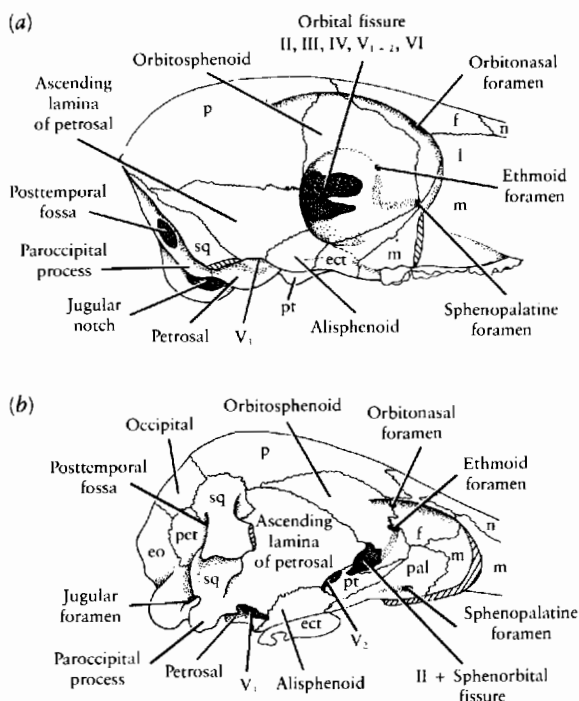 (a)
Orbital fissure
II, III, IV, V₁₋₂, VI
Orbitosphenoid
Orbitonasal
foramen
Ascending
lamina
of petrosal
p
f
n
l
Ethmoid
foramen
m
Posttemporal
fossa
Paroccipital
process
sq
ect
m
Jugular
notch
pt
Sphenopalatine
foramen
Petrosal
V₃
Alisphenoid
(b)
Occipital
Orbitosphenoid
Orbitonasal
foramen
Posttemporal
fossa
p
Ethmoid
foramen
sq
n
Ascending
lamina
of petrosal
f
m
eo
pet
pt
pal
m
sq
Jugular
foramen
V₂
Sphenopalatine
foramen
ect
Paroccipital
process
Petrosal
V₃
Alisphenoid
II + Sphenorbital
fissure